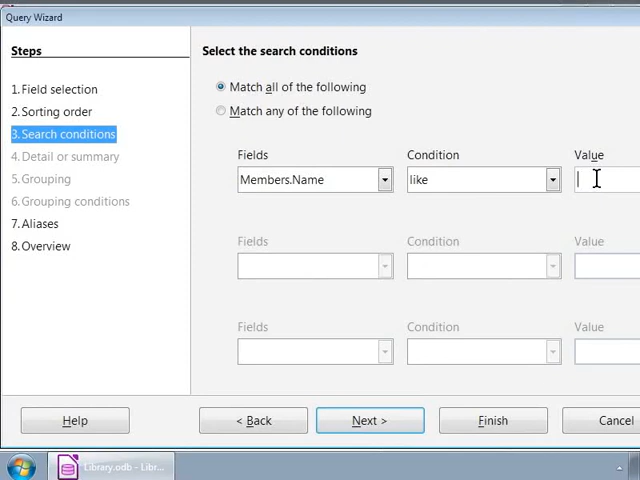 Query Wizard
Steps
1. Field selection
2. Sorting order
3. Search conditions
4. Detail or summary
5. Grouping
6. Grouping conditions
7. Aliases
8. Overview
Select the search conditions
Match all of the following
Match any of the following
Fields Condition Value
Members.Name like
Fields Condition Value
Fields Condition Value
Help < Back Next > Finish Cancel
Library.odb - Libr...